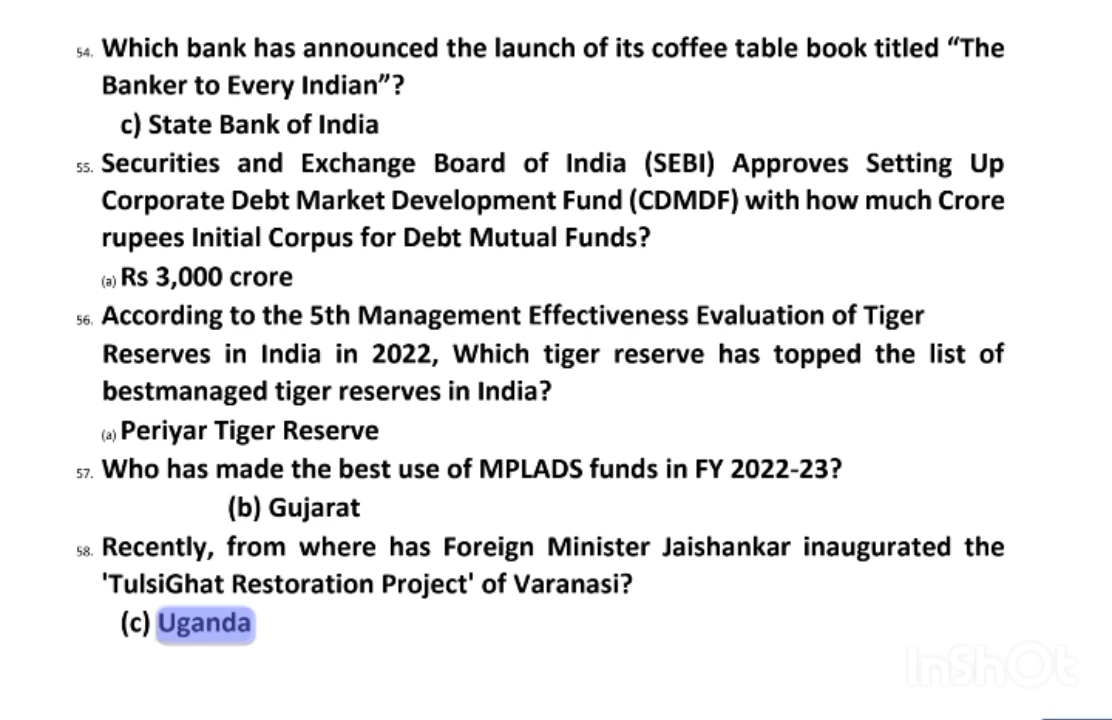 54. Which bank has announced the launch of its coffee table book titled “The
Banker to Every Indian”?
c) State Bank of India
55. Securities and Exchange Board of India (SEBI) Approves Setting Up
Corporate Debt Market Development Fund (CDMDF) with how much Crore
rupees Initial Corpus for Debt Mutual Funds?
(a) Rs 3,000 crore
56. According to the 5th Management Effectiveness Evaluation of Tiger
Reserves in India in 2022, Which tiger reserve has topped the list of
bestmanaged tiger reserves in India?
(a) Periyar Tiger Reserve
57. Who has made the best use of MPLADS funds in FY 2022-23?
(b) Gujarat
58. Recently, from where has Foreign Minister Jaishankar inaugurated the
'TulsiGhat Restoration Project' of Varanasi?
(c) Uganda
InShOt